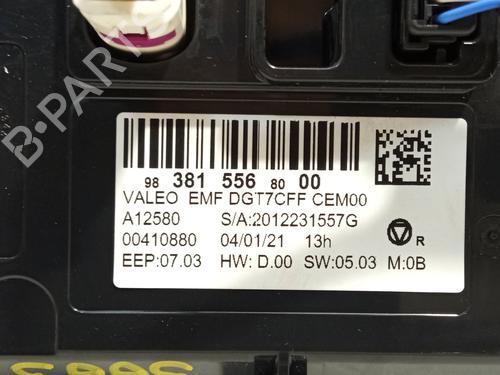 B-PARTS
98 381 556 80 00
VALEO EMF DGT7CFF CEM00
A12580 S/A:2012231557G
00410880 04/01/21 13h
R
EEP:07.03 HW: D.00 SW:05.03 M:0B